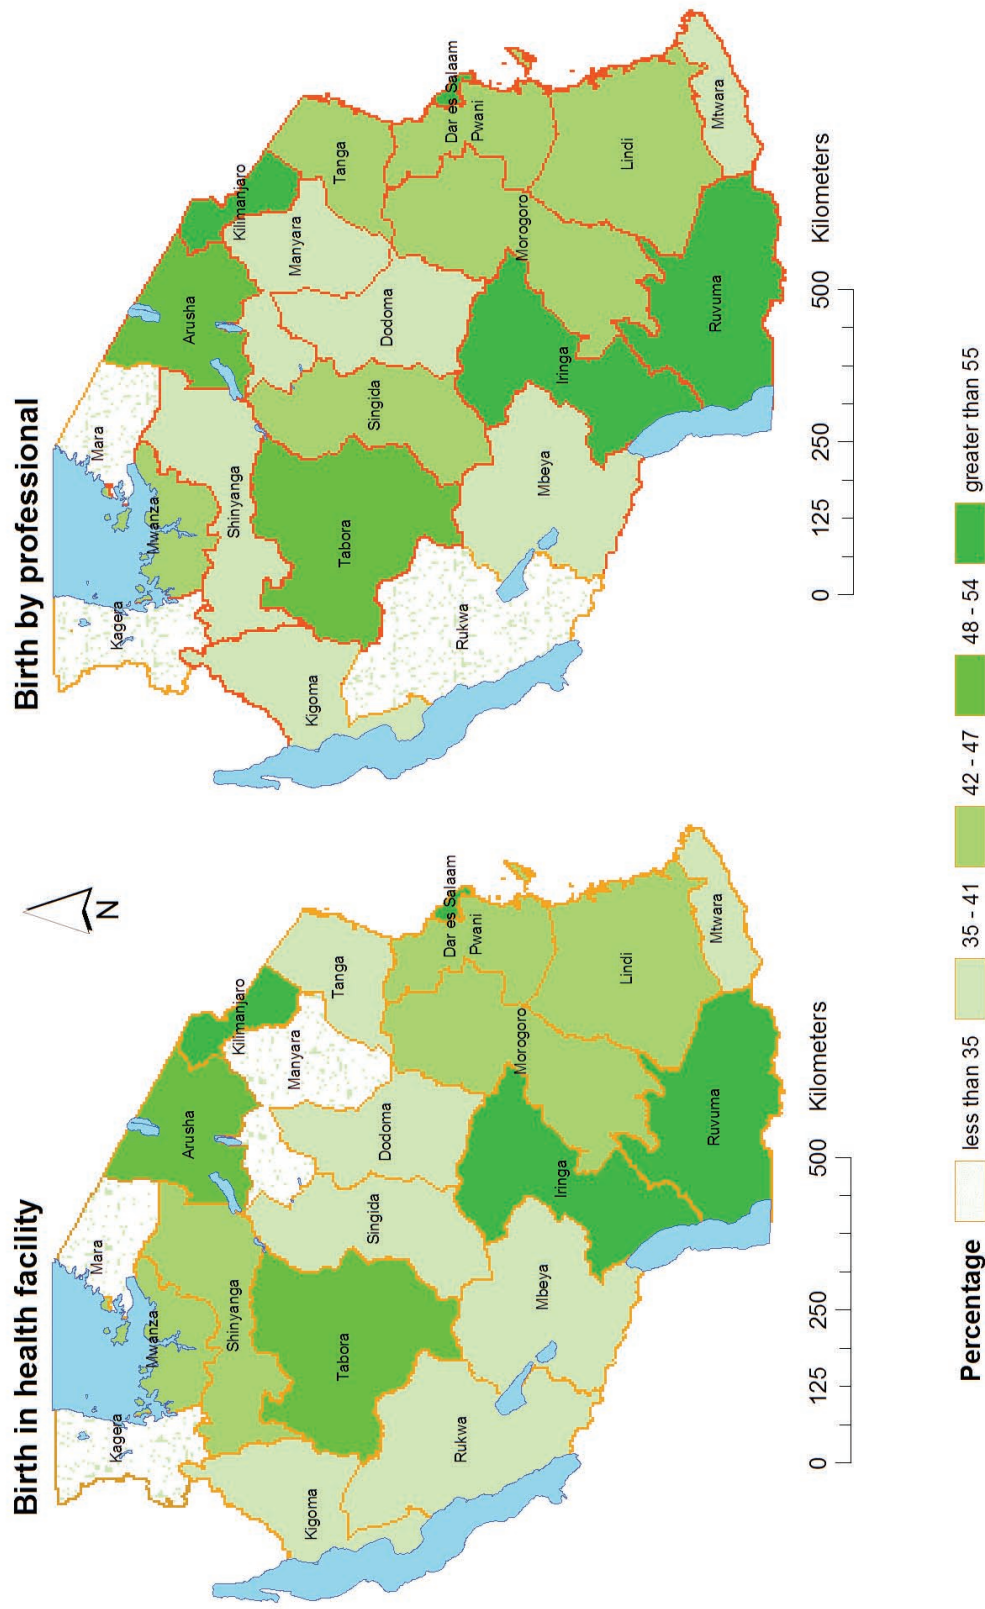 Birth in health facility
Kagera
Mwanza
Mara
Arusha
Kilimanjaro
Shinyanga
Kigoma
Tabora
Singida
Manyara
Tanga
Dodoma
Rukwa
Mbeya
Iringa
Morogoro
Dar es Salaam
Pwani
Lindi
Ruvuma
Mtwara
0 125 250 500 Kilometers
N
Birth by professional
Kagera
Mwanza
Mara
Arusha
Kilimanjaro
Shinyanga
Kigoma
Tabora
Singida
Manyara
Tanga
Dodoma
Rukwa
Mbeya
Iringa
Morogoro
Dar es Salaam
Pwani
Lindi
Ruvuma
Mtwara
0 125 250 500 Kilometers
Percentage less than 35 35 - 41 42 - 47 48 - 54 greater than 55